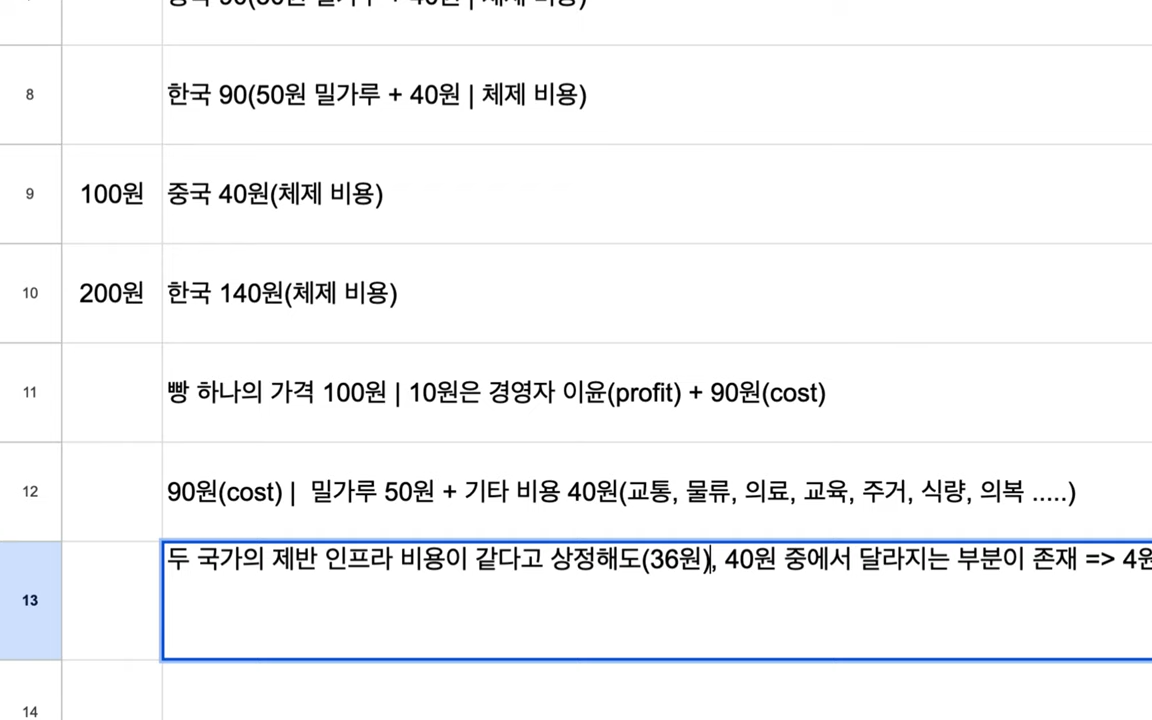 8 한국 90(50원 밀가루 + 40원 | 체제 비용)
9 100원 중국 40원(체제 비용)
10 200원 한국 140원(체제 비용)
11 빵 하나의 가격 100원 | 10원은 경영자 이윤(profit) + 90원(cost)
12 90원(cost) | 밀가루 50원 + 기타 비용 40원(교통, 물류, 의료, 교육, 주거, 식량, 의복 .....)
13 두 국가의 제반 인프라 비용이 같다고 상정해도(36원), 40원 중에서 달라지는 부분이 존재 => 4원
14